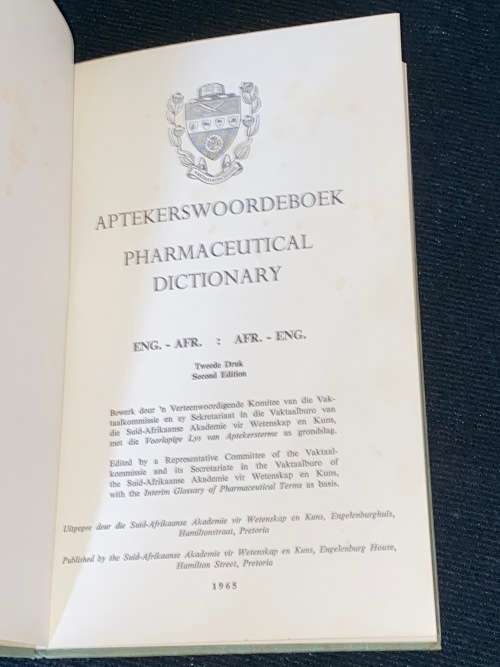 APTEKERSWOORDEBOEK
PHARMACEUTICAL
DICTIONARY
ENG. - AFR. : AFR. - ENG.
Tweede Druk
Second Edition
Bewerk deur 'n Verteenwoordigende Komitee van die Vak-
taalkommissie en sy Sekretariaat in die Vaktaalburo van
die Suid-Afrikaanse Akademie vir Wetenskap en Kuns,
met die Voorlopige Lys van Aptekersterme as grondslag.
Edited by a Representative Committee of the Vaktaal-
kommissie and its Secretariate in the Vaktaalburo of
the Suid-Afrikaanse Akademie vir Wetenskap en Kuns,
with the Interim Glossary of Pharmaceutical Terms as basis.
Uitgegee deur die Suid-Afrikaanse Akademie vir Wetenskap en Kuns, Engelenburghuis,
Hamiltonstraat, Pretoria
Published by the Suid-Afrikaanse Akademie vir Wetenskap en Kuns, Engelenburg House,
Hamilton Street, Pretoria
1968